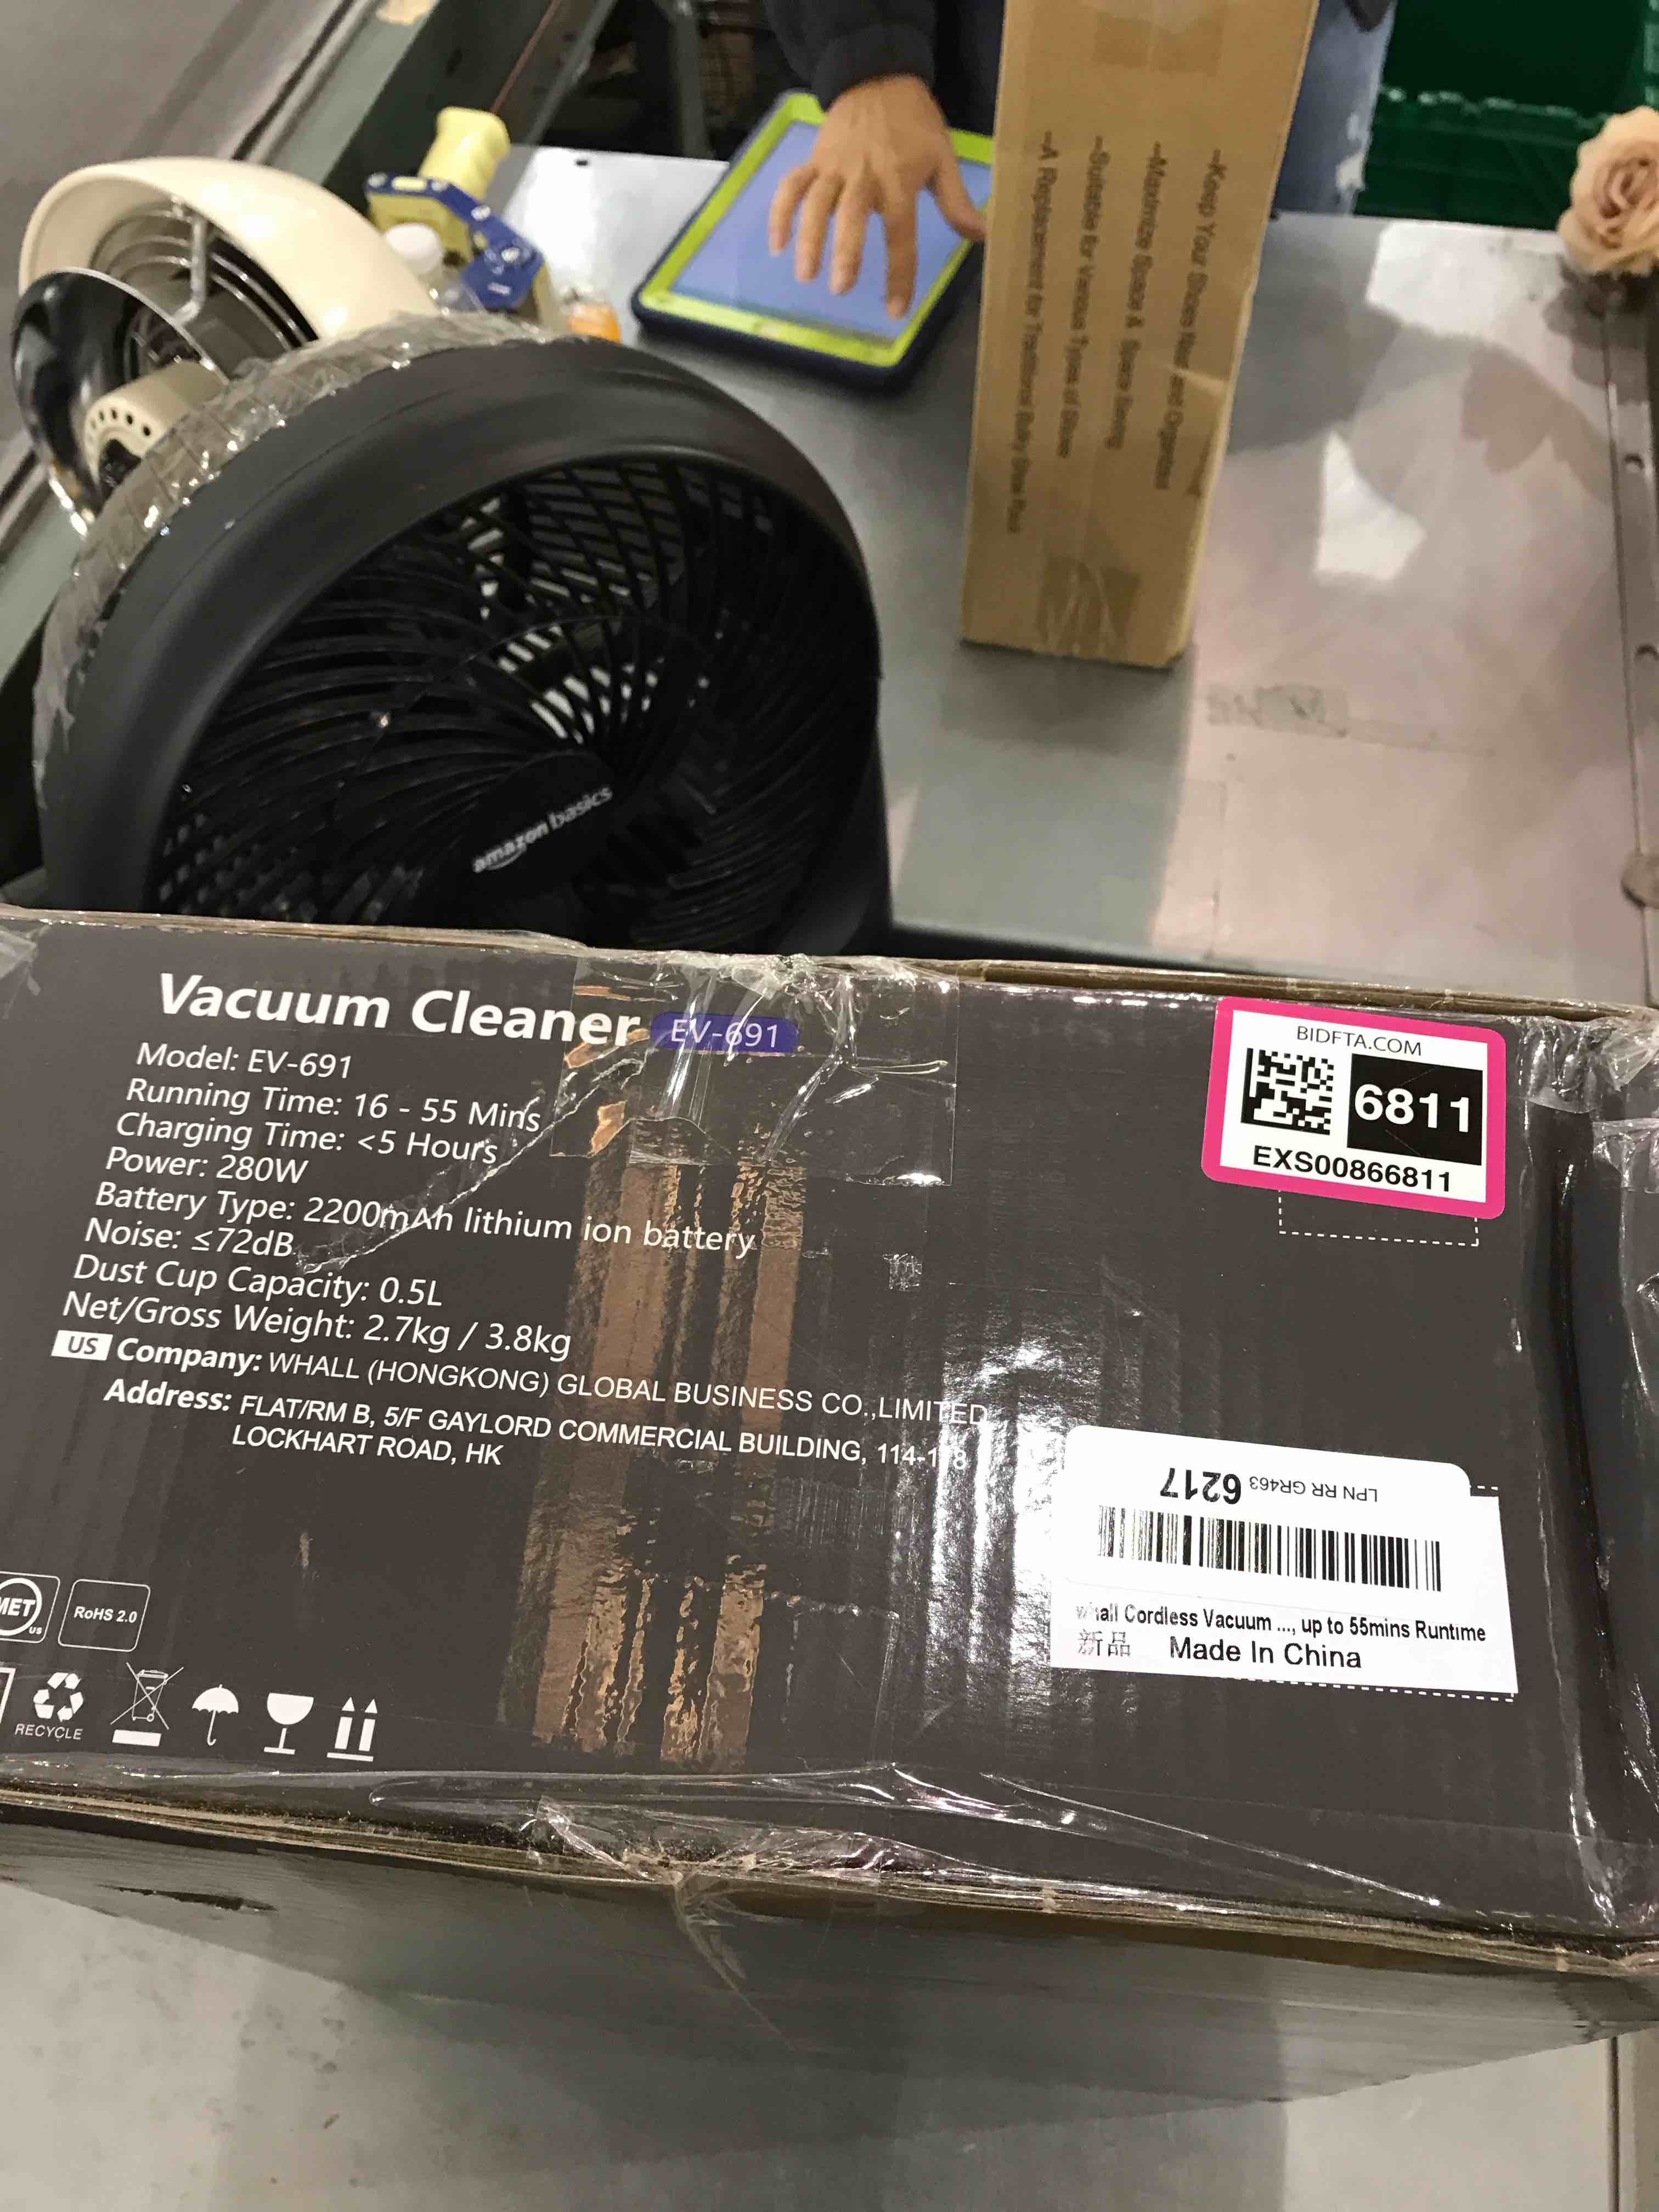 -Keep Your Shoes Neat and Organized
-Maximize Space & Space Saving
-Suitable for Various Types of Shoes
-A Replacement for Traditional Bulky Shoe Rack
amazon basics
Vacuum Cleaner EV-691
Model: EV-691
Running Time: 16 - 55 Mins
Charging Time: <5 Hours
Power: 280W
Battery Type: 2200mAh lithium ion battery
Noise: ≤72dB
Dust Cup Capacity: 0.5L
Net/Gross Weight: 2.7kg / 3.8kg
US Company: WHALL (HONGKONG) GLOBAL BUSINESS CO.,LIMITED
Address: FLAT/RM B, 5/F GAYLORD COMMERCIAL BUILDING, 114-118
LOCKHART ROAD, HK
BIDFTA.COM
6811
EXS00866811
LPN RR GR463 6217
whall Cordless Vacuum ..., up to 55mins Runtime
新品 Made In China
MET
US
RoHS 2.0
RECYCLE